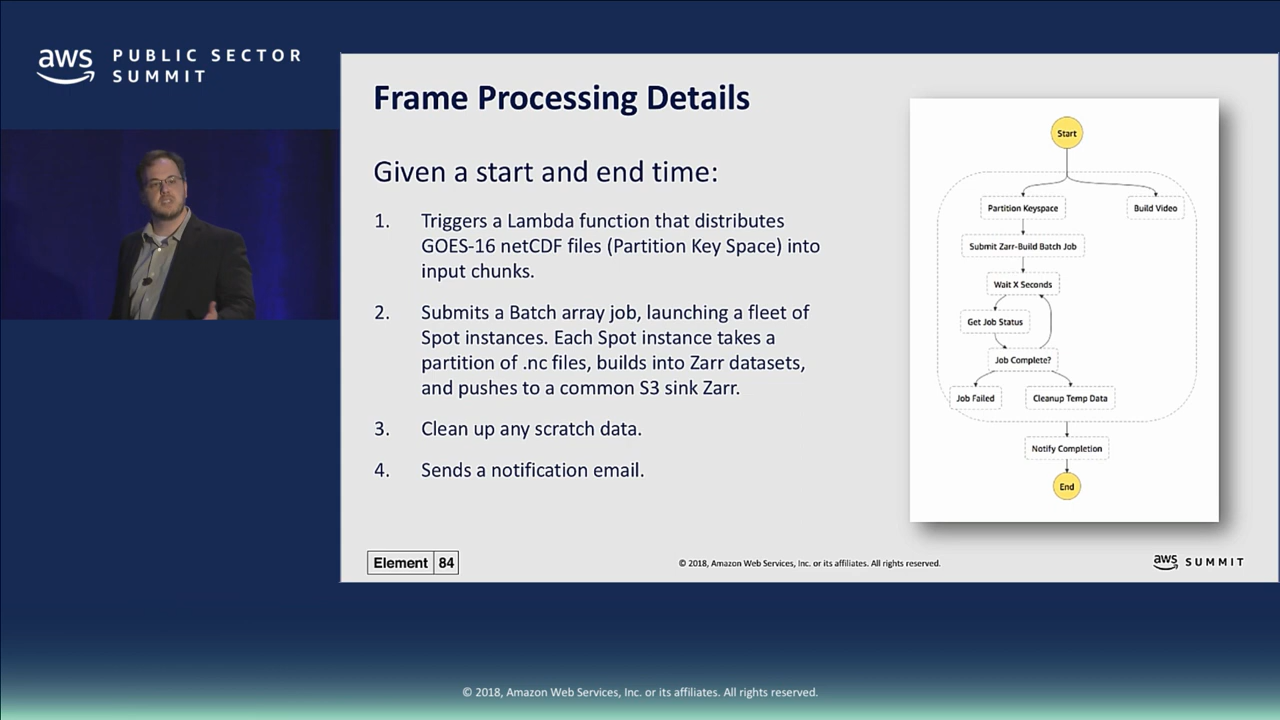 aws PUBLIC SECTOR
SUMMIT
Frame Processing Details
Given a start and end time:
1. Triggers a Lambda function that distributes
GOES-16 netCDF files (Partition Key Space) into
input chunks.
2. Submits a Batch array job, launching a fleet of
Spot instances. Each Spot instance takes a
partition of .nc files, builds into Zarr datasets,
and pushes to a common S3 sink Zarr.
3. Clean up any scratch data.
4. Sends a notification email.
Start
Partition Keyspace
Build Video
Submit Zarr-Build Batch Job
Wait X Seconds
Get Job Status
Job Complete?
Job Failed
Cleanup Temp Data
Notify Completion
End
Element 84
© 2018, Amazon Web Services, Inc. or its affiliates. All rights reserved.
aws SUMMIT
© 2018, Amazon Web Services, Inc. or its affiliates. All rights reserved.